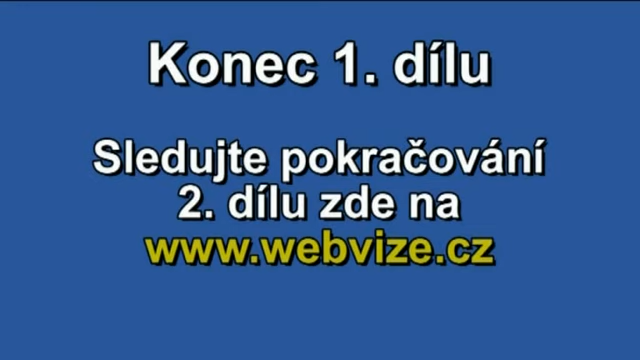 Konec 1. dílu
Sledujte pokračování
2. dílu zde na
www.webvize.cz